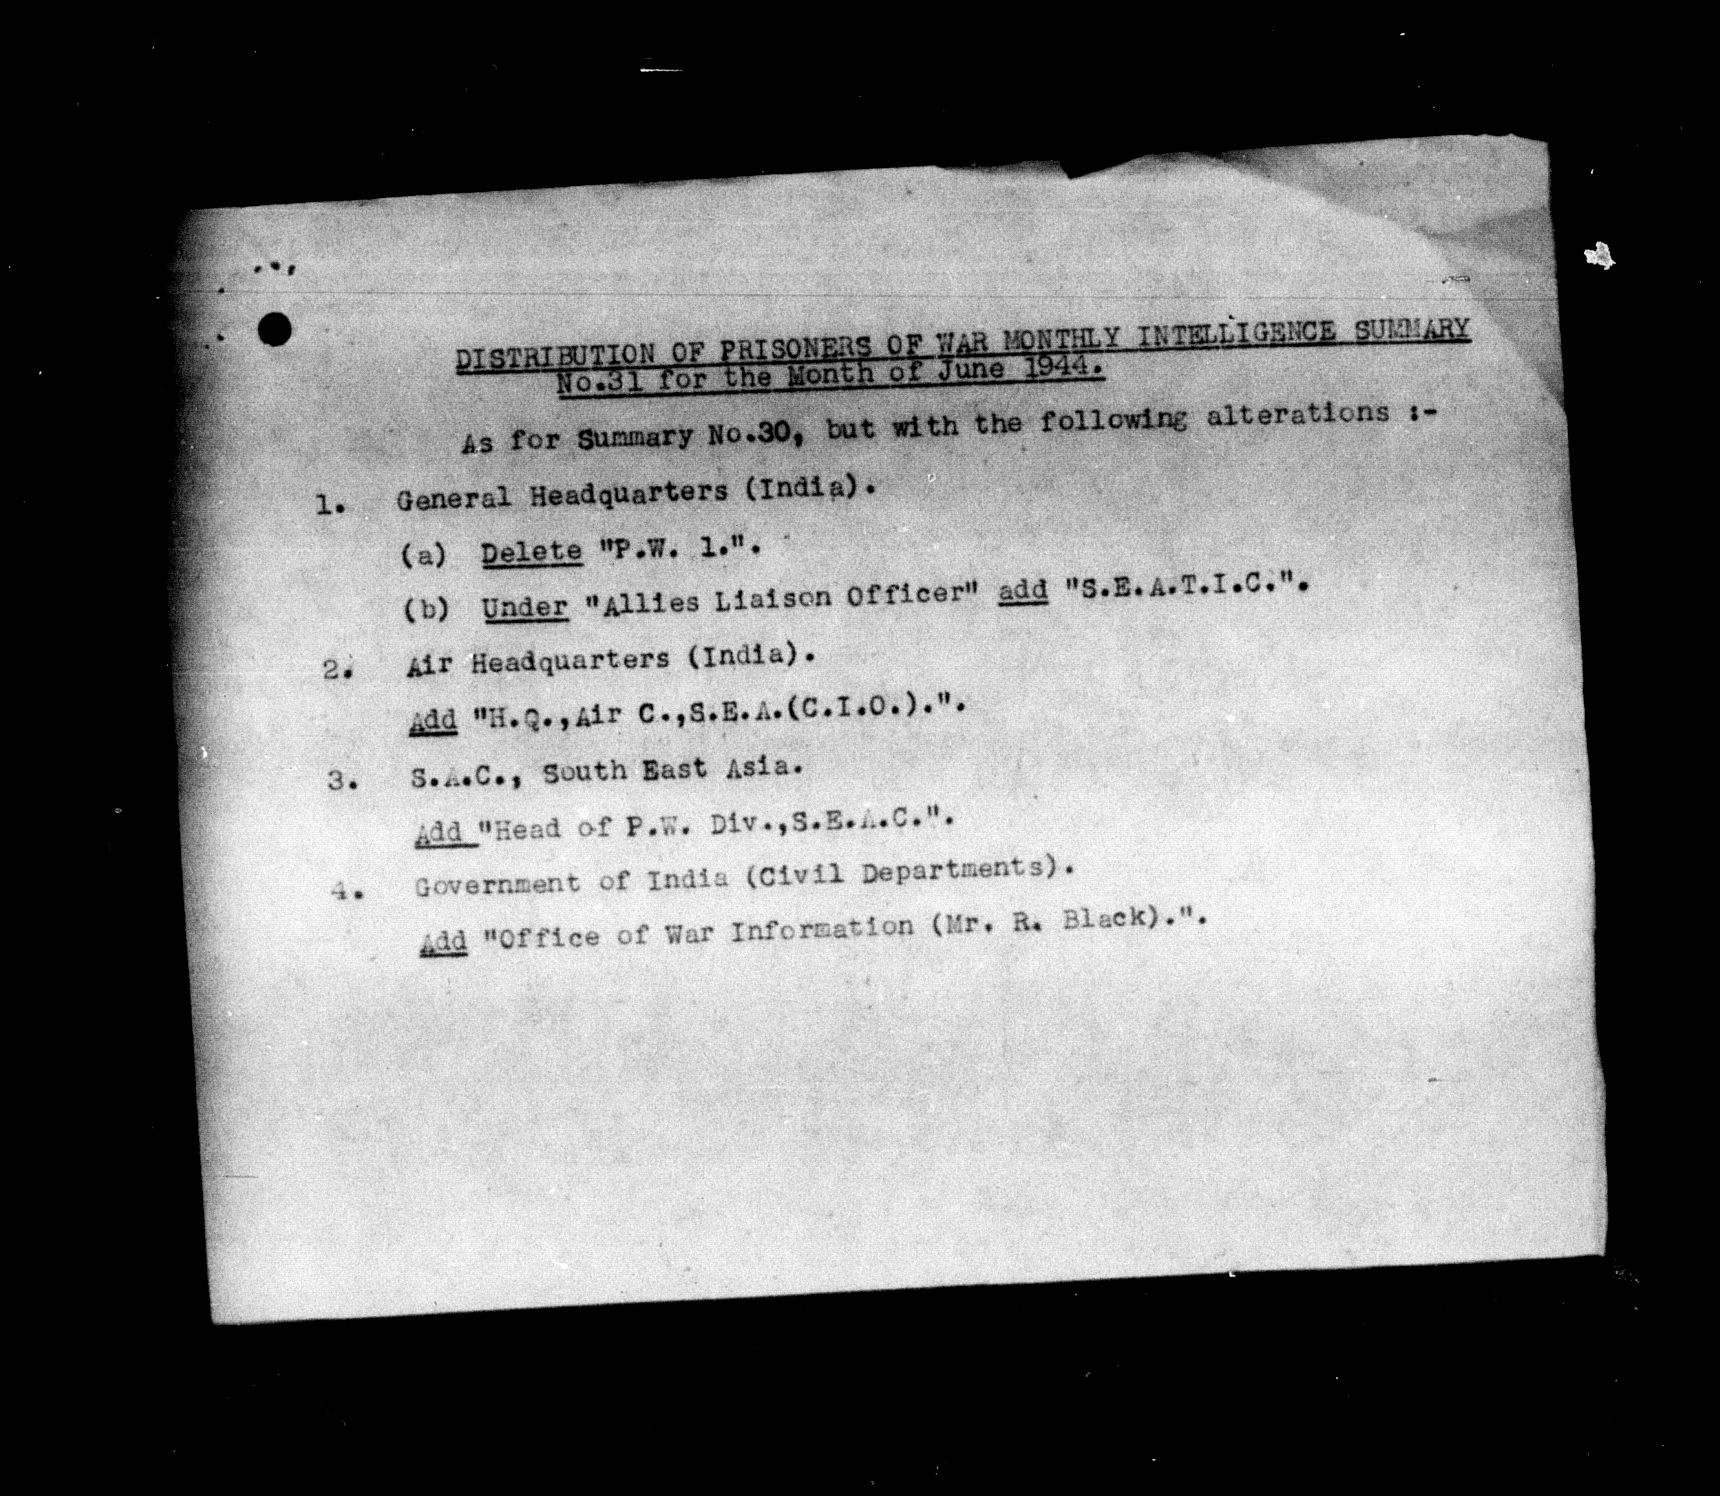 DISTRIBUTION OF PRISONERS OF WAR MONTHLY INTELLIGENCE SUMMARY
No.31 for the Month of June 1944.
As for Summary No.30, but with the following alterations :-
1. General Headquarters (India).
(a) Delete "P.W. 1.".
(b) Under "Allies Liaison Officer" add "S.E.A.T.I.C.".
2. Air Headquarters (India).
Add "H.Q.,Air C.,S.E.A.(C.I.O.).".
3. S.A.C., South East Asia.
Add "Head of P.W. Div.,S.E.A.C.".
4. Government of India (Civil Departments).
Add "Office of War Information (Mr. R. Black).".